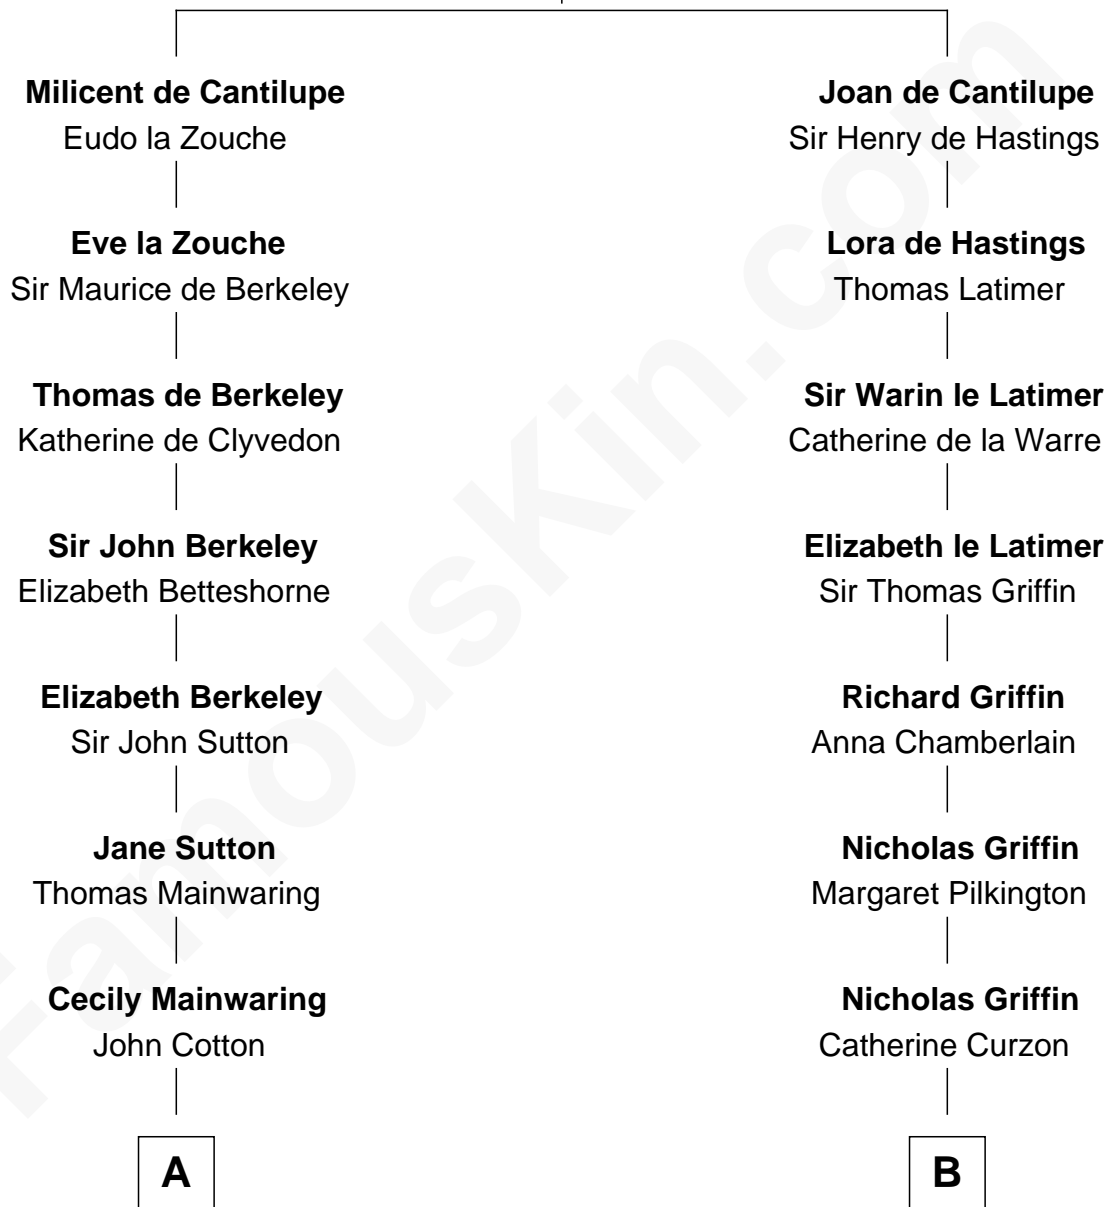 Milicent de Cantilupe
Eudo la Zouche
Joan de Cantilupe
Sir Henry de Hastings
Eve la Zouche
Sir Maurice de Berkeley
Lora de Hastings
Thomas Latimer
Thomas de Berkeley
Katherine de Clyvedon
Sir Warin le Latimer
Catherine de la Warre
Sir John Berkeley
Elizabeth Betteshorne
Elizabeth le Latimer
Sir Thomas Griffin
Elizabeth Berkeley
Sir John Sutton
Richard Griffin
Anna Chamberlain
Jane Sutton
Thomas Mainwaring
Nicholas Griffin
Margaret Pilkington
Cecily Mainwaring
John Cotton
Nicholas Griffin
Catherine Curzon
A
B
FamousKin.com